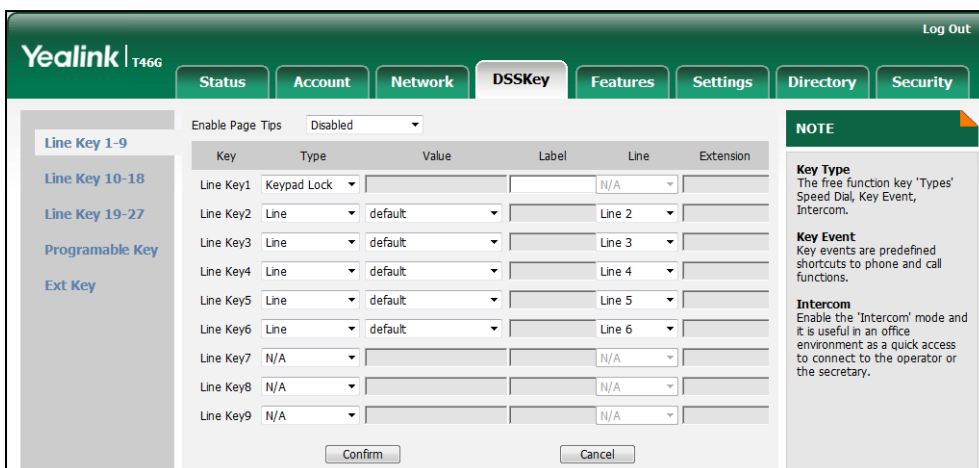 Log Out
Yealink T46G
Status Account Network DSSKey Features Settings Directory Security
Line Key 1-9
Line Key 10-18
Line Key 19-27
Programable Key
Ext Key
Enable Page Tips Disabled
Key Type Value Label Line Extension
Line Key1 Keypad Lock N/A
Line Key2 Line default Line 2
Line Key3 Line default Line 3
Line Key4 Line default Line 4
Line Key5 Line default Line 5
Line Key6 Line default Line 6
Line Key7 N/A N/A
Line Key8 N/A N/A
Line Key9 N/A N/A
Confirm Cancel
NOTE
Key Type
The free function key 'Types'
Speed Dial, Key Event,
Intercom.
Key Event
Key events are predefined
shortcuts to phone and call
functions.
Intercom
Enable the 'Intercom' mode and
it is useful in an office
environment as a quick access
to connect to the operator or
the secretary.